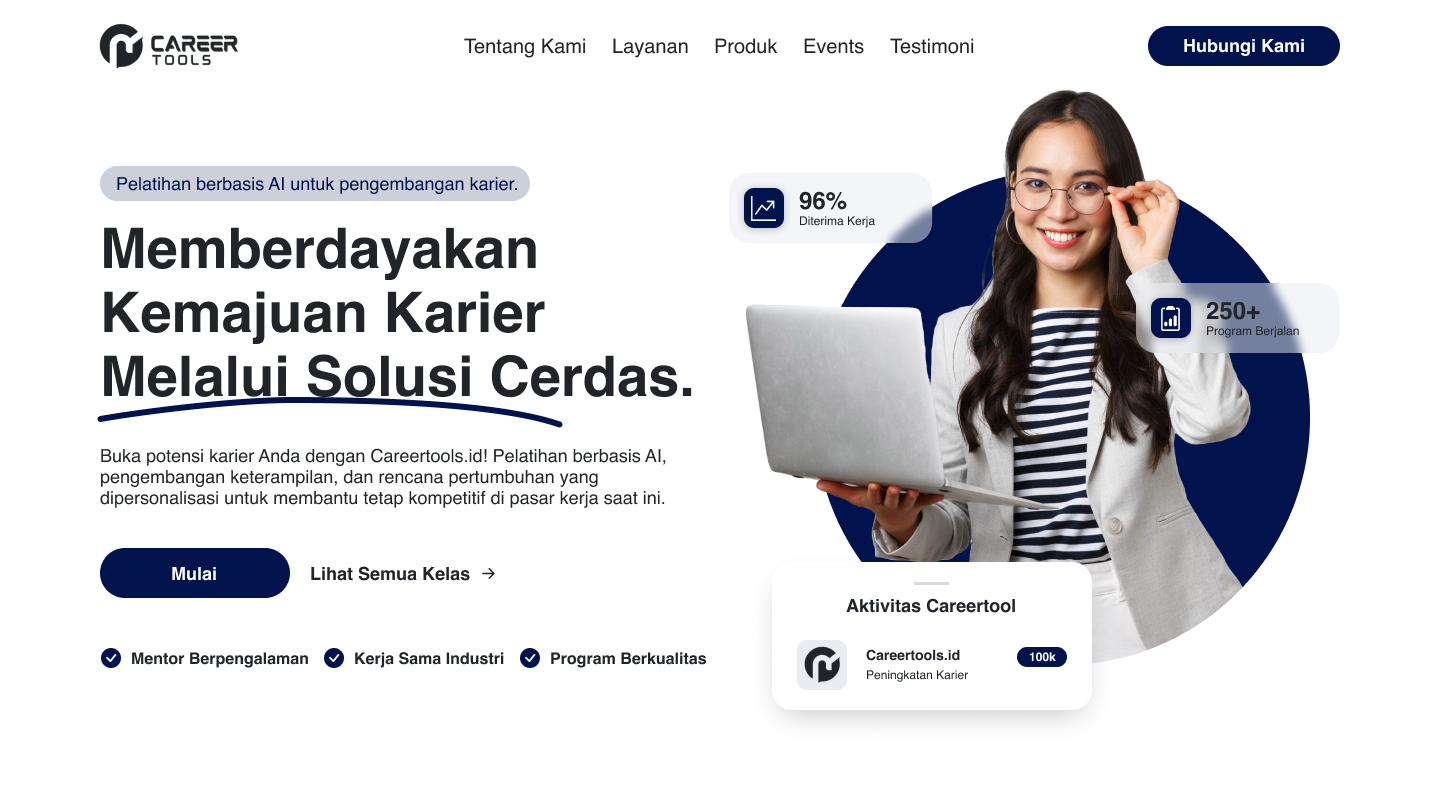 CAREER
TOOLS
Tentang Kami
Layanan
Produk
Events
Testimoni
Hubungi Kami
Pelatihan berbasis AI untuk pengembangan karier.
Memberdayakan
Kemajuan Karier
Melalui Solusi Cerdas.
Buka potensi karier Anda dengan Careertools.id! Pelatihan berbasis AI,
pengembangan keterampilan, dan rencana pertumbuhan yang
dipersonalisasi untuk membantu tetap kompetitif di pasar kerja saat ini.
Mulai
Lihat Semua Kelas →
Mentor Berpengalaman
Kerja Sama Industri
Program Berkualitas
96%
Diterima Kerja
250+
Program Berjalan
Aktivitas Careertool
Careertools.id
Peningkatan Karier
100k